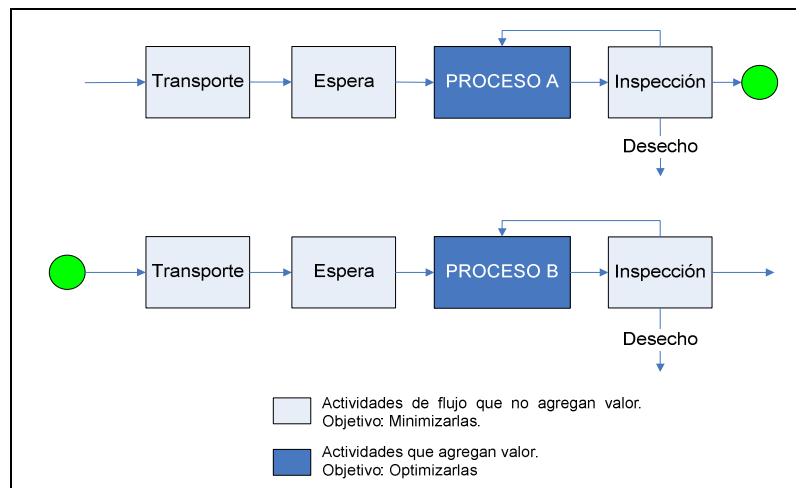 Transporte
Espera
PROCESO A
Inspección
Desecho
Transporte
Espera
PROCESO B
Inspección
Desecho
Actividades de flujo que no agregan valor.
Objetivo: Minimizarlas.
Actividades que agregan valor.
Objetivo: Optimizarlas